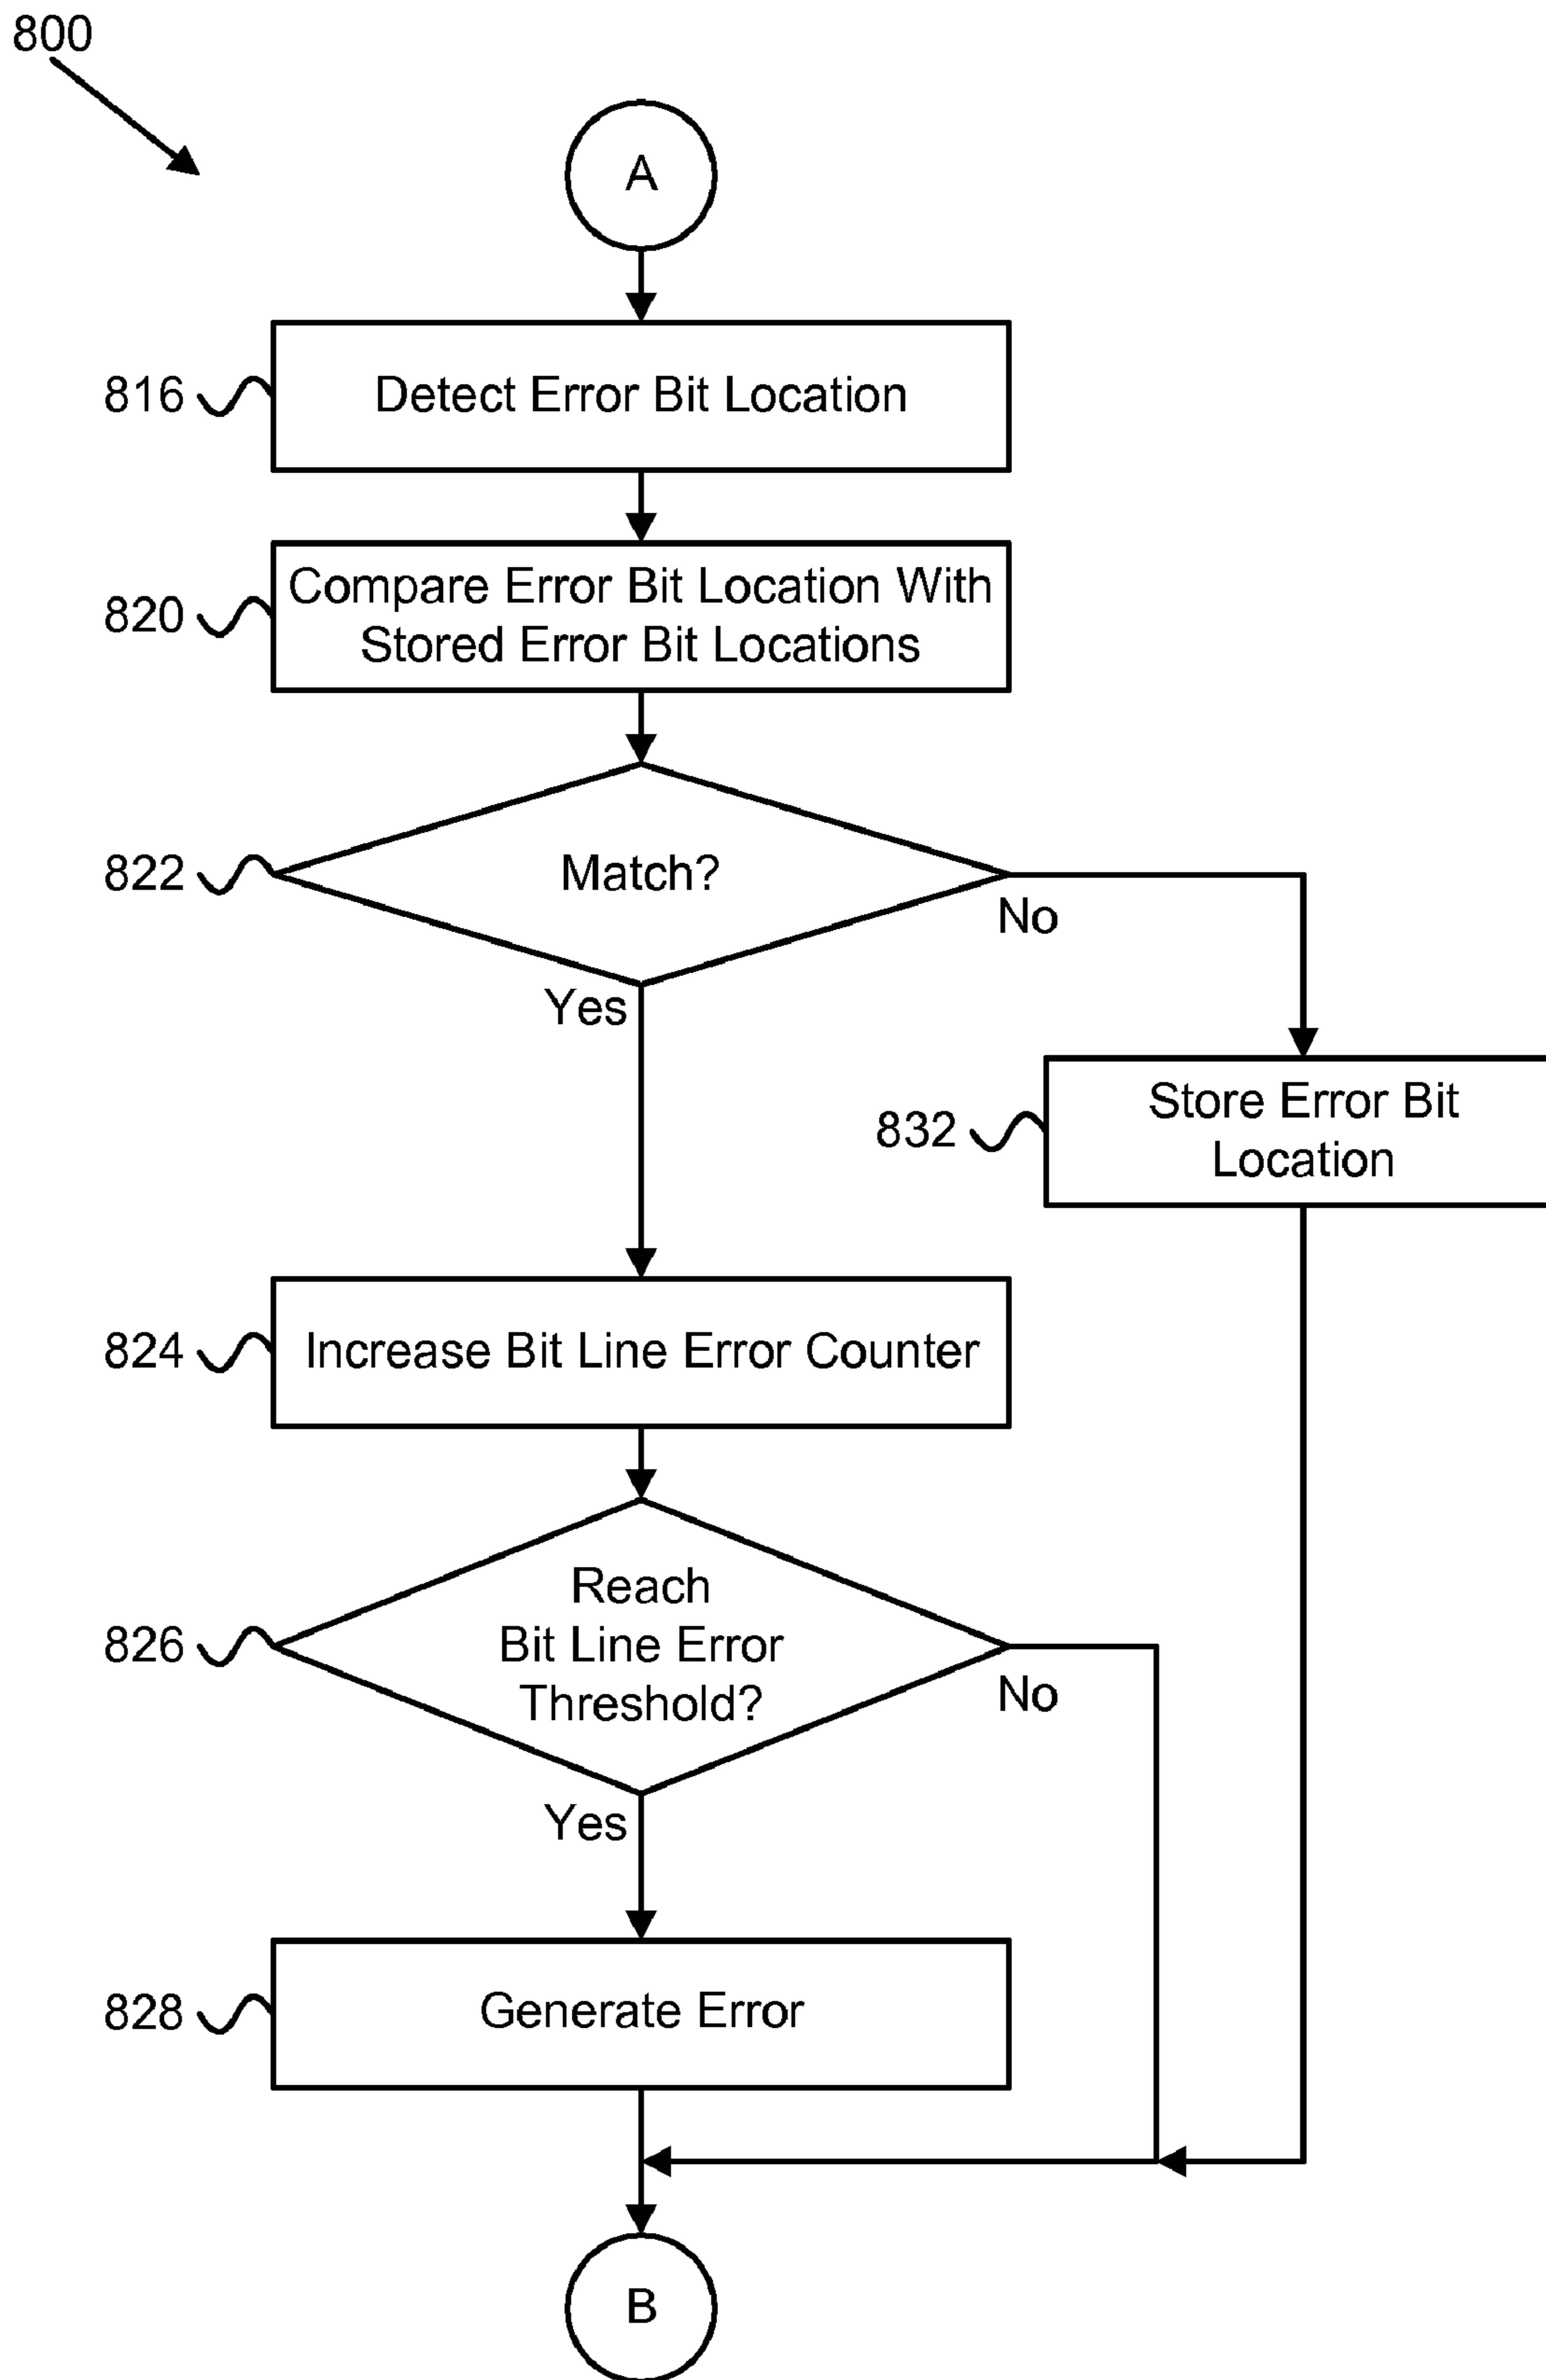 800
A
816
Detect Error Bit Location
820
Compare Error Bit Location With
Stored Error Bit Locations
822
Match?
No
Yes
832
Store Error Bit
Location
824
Increase Bit Line Error Counter
826
Reach
Bit Line Error
Threshold?
No
Yes
828
Generate Error
B